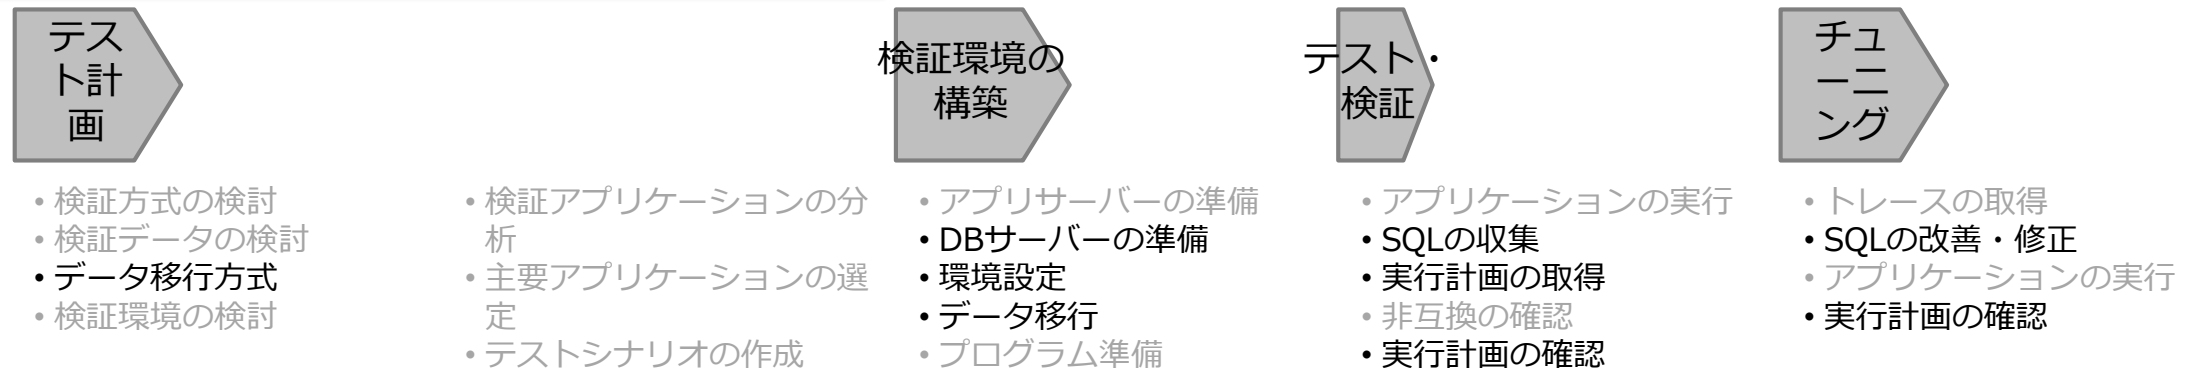 テス
ト計
画
• 検証方式の検討
• 検証データの検討
• データ移行方式
• 検証環境の検討
• 検証アプリケーションの分
析
• 主要アプリケーションの選
定
• テストシナリオの作成
検証環境の
構築
• アプリサーバーの準備
• DBサーバーの準備
• 環境設定
• データ移行
• プログラム準備
テスト・
検証
• アプリケーションの実行
• SQLの収集
• 実行計画の取得
• 非互換の確認
• 実行計画の確認
チュ
ーニ
ング
• トレースの取得
• SQLの改善・修正
• アプリケーションの実行
• 実行計画の確認